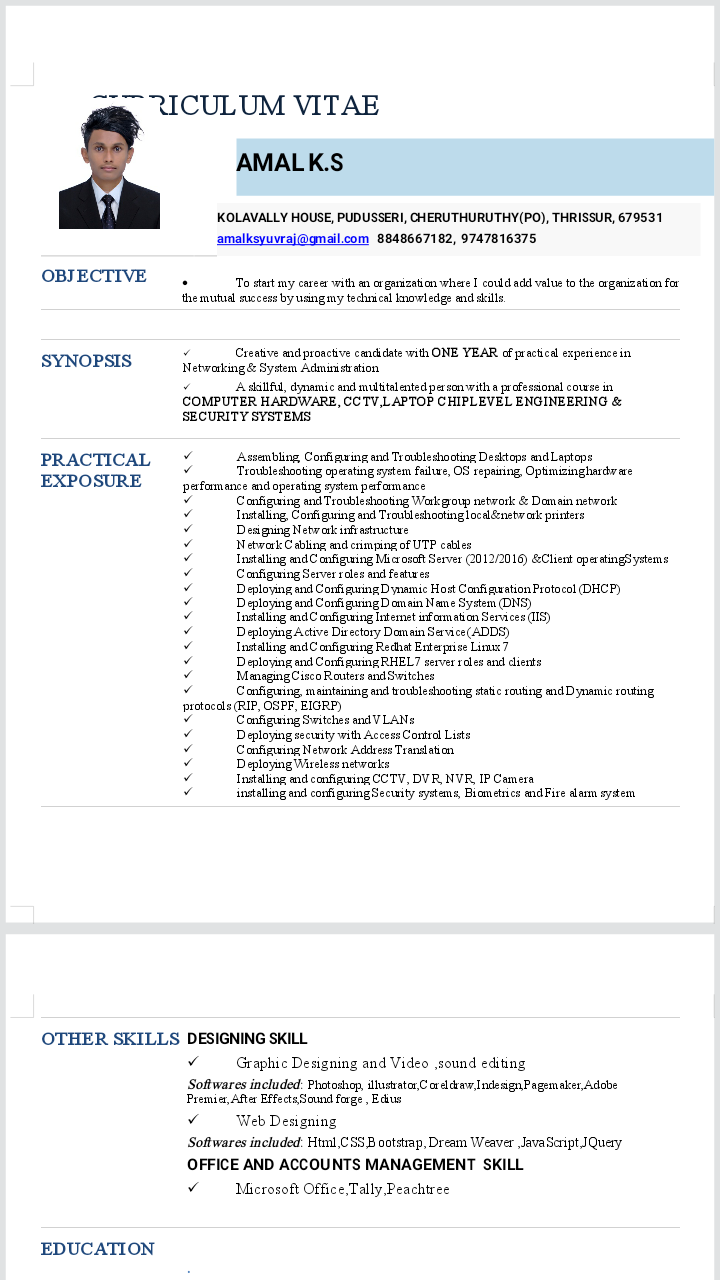 CURRICULUM VITAE
AMAL K.S
KOLAVALLY HOUSE, PUDUSSERI, CHERUTHURUTHY(PO), THRISSUR, 679531
amalksyuvraj@gmail.com 8848667182, 9747816375
OBJECTIVE
• To start my career with an organization where I could add value to the organization for
the mutual success by using my technical knowledge and skills.
SYNOPSIS
✓ Creative and proactive candidate with ONE YEAR of practical experience in
Networking & System Administration
✓ A skillful, dynamic and multitalented person with a professional course in
COMPUTER HARDWARE, CCTV,LAPTOP CHIPLEVEL ENGINEERING &
SECURITY SYSTEMS
PRACTICAL
EXPOSURE
✓ Assembling, Configuring and Troubleshooting Desktops and Laptops
✓ Troubleshooting operating system failure, OS repairing, Optimizing hardware
performance and operating system performance
✓ Configuring and Troubleshooting Workgroup network & Domain network
✓ Installing, Configuring and Troubleshooting local&network printers
✓ Designing Network infrastructure
✓ Network Cabling and crimping of UTP cables
✓ Installing and Configuring Microsoft Server (2012/2016) &Client operatingSystems
✓ Configuring Server roles and features
✓ Deploying and Configuring Dynamic Host Configuration Protocol (DHCP)
✓ Deploying and Configuring Domain Name System (DNS)
✓ Installing and Configuring Internet information Services (IIS)
✓ Deploying Active Directory Domain Service(ADDS)
✓ Installing and Configuring Redhat Enterprise Linux 7
✓ Deploying and Configuring RHEL7 server roles and clients
✓ Managing Cisco Routers and Switches
✓ Configuring, maintaining and troubleshooting static routing and Dynamic routing
protocols (RIP, OSPF, EIGRP)
✓ Configuring Switches and VLANs
✓ Deploying security with Access Control Lists
✓ Configuring Network Address Translation
✓ Deploying Wireless networks
✓ Installing and configuring CCTV, DVR, NVR, IP Camera
✓ installing and configuring Security systems, Biometrics and Fire alarm system
OTHER SKILLS
DESIGNING SKILL
✓ Graphic Designing and Video ,sound editing
Softwares included: Photoshop, illustrator,Coreldraw,Indesign,Pagemaker,Adobe
Premier,After Effects,Sound forge , Edius
✓ Web Designing
Softwares included: Html,CSS,Bootstrap, Dream Weaver ,JavaScript,JQuery
OFFICE AND ACCOUNTS MANAGEMENT SKILL
✓ Microsoft Office,Tally,Peachtree
EDUCATION